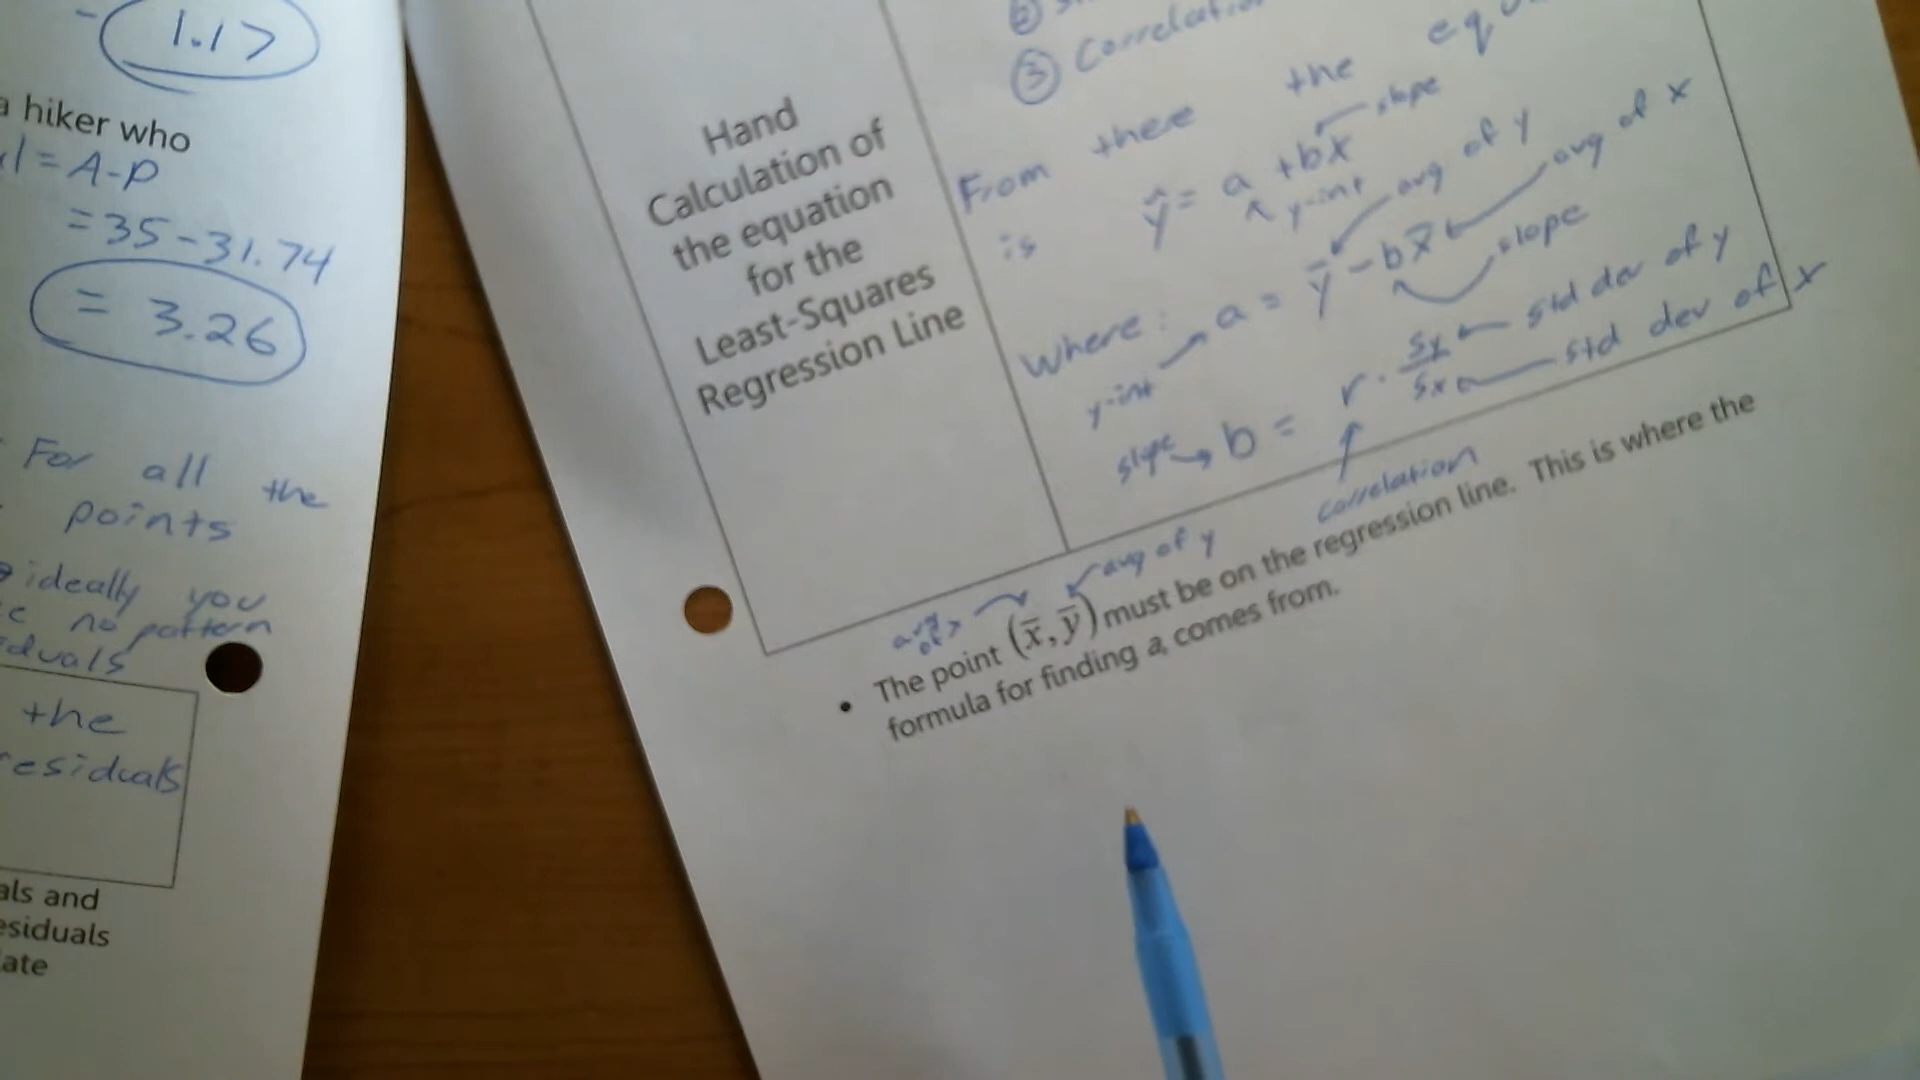 1.17
a hiker who
l = A-P
= 35 - 31.74
= 3.26
For all the
points
ideally you
no pattern
the
residuals
als and
esiduals
ate
③ Correlation
Hand
Calculation of
the equation
for the
Least-Squares
Regression Line
From there the equ
is ŷ = a + bx slope
y-int
Where: a = ȳ - bx̄
avg of y avg of x
y-int slope
slope → b = r · sy/sx
std dev of y
std dev of x
correlation
avg of x avg of y
• The point (x̄, ȳ) must be on the regression line. This is where the
formula for finding a, comes from.